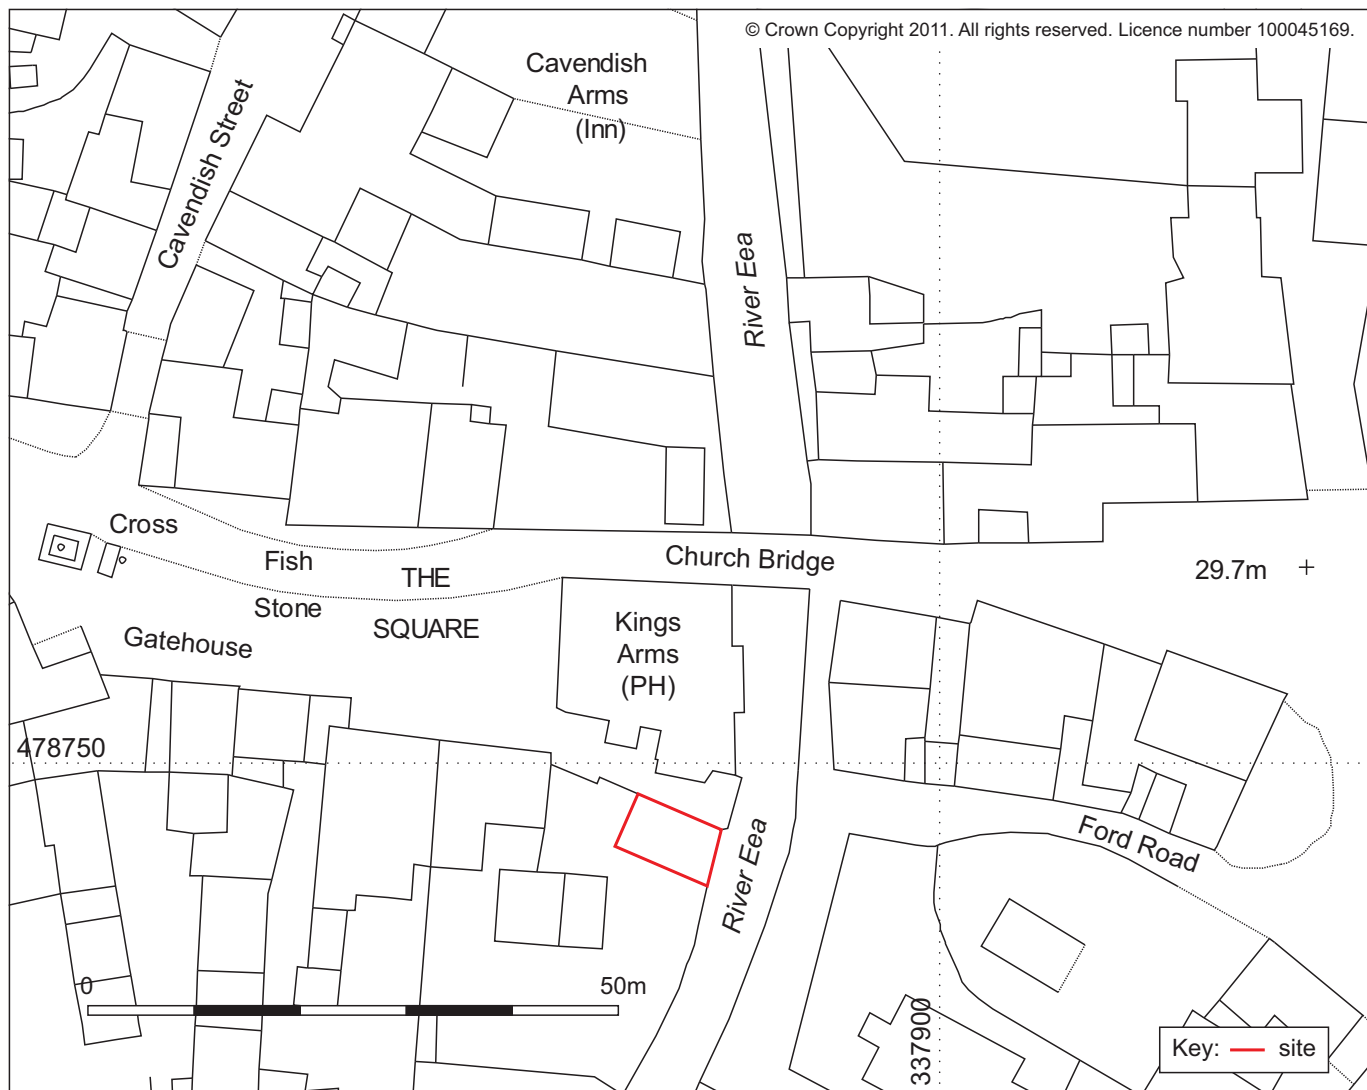 © Crown Copyright 2011. All rights reserved. Licence number 100045169.
Cavendish
Arms
(Inn)
Cavendish Street
River Eea
Cross
Fish
Stone
THE
SQUARE
Church Bridge
29.7m
Gatehouse
Kings
Arms
(PH)
478750
River Eea
Ford Road
0
50m
337900
Key: site